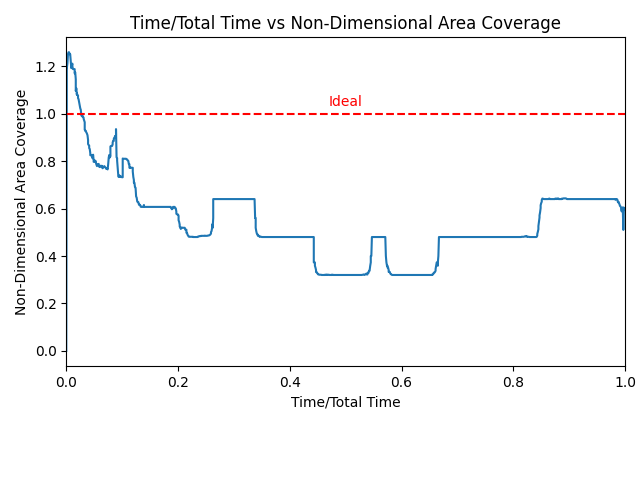 Time/Total Time vs Non-Dimensional Area Coverage
Non-Dimensional Area Coverage
1.2
1.0
0.8
0.6
0.4
0.2
0.0
Ideal
0.0 0.2 0.4 0.6 0.8 1.0
Time/Total Time